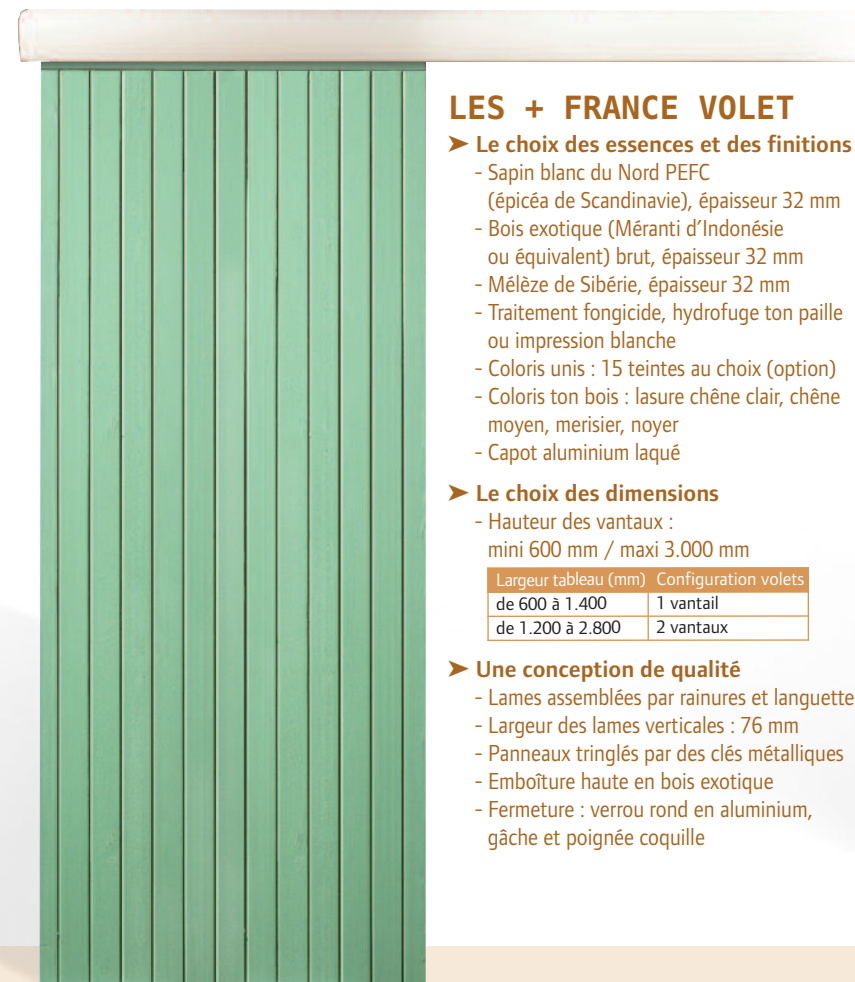 LES + FRANCE VOLET
➤ Le choix des essences et des finitions
- Sapin blanc du Nord PEFC
(épicéa de Scandinavie), épaisseur 32 mm
- Bois exotique (Méranti d'Indonésie
ou équivalent) brut, épaisseur 32 mm
- Mélèze de Sibérie, épaisseur 32 mm
- Traitement fongicide, hydrofuge ton paille
ou impression blanche
- Coloris unis : 15 teintes au choix (option)
- Coloris ton bois : lasure chêne clair, chêne
moyen, merisier, noyer
- Capot aluminium laqué
➤ Le choix des dimensions
- Hauteur des vantaux :
mini 600 mm / maxi 3.000 mm
Largeur tableau (mm) Configuration volets
de 600 à 1.400 1 vantail
de 1.200 à 2.800 2 vantaux
➤ Une conception de qualité
- Lames assemblées par rainures et languette
- Largeur des lames verticales : 76 mm
- Panneaux tringlés par des clés métalliques
- Emboîture haute en bois exotique
- Fermeture : verrou rond en aluminium,
gâche et poignée coquille